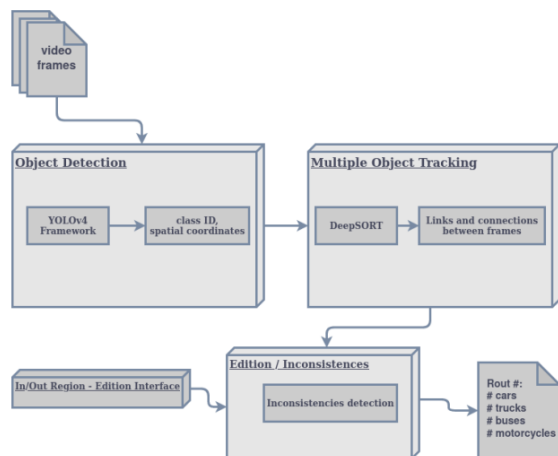 video
frames
Object Detection
YOLOv4
Framework
class ID,
spatial coordinates
Multiple Object Tracking
DeepSORT
Links and connections
between frames
Edition / Inconsistences
Inconsistencies detection
In/Out Region - Edition Interface
Rout #:
# cars
# trucks
# buses
# motorcycles